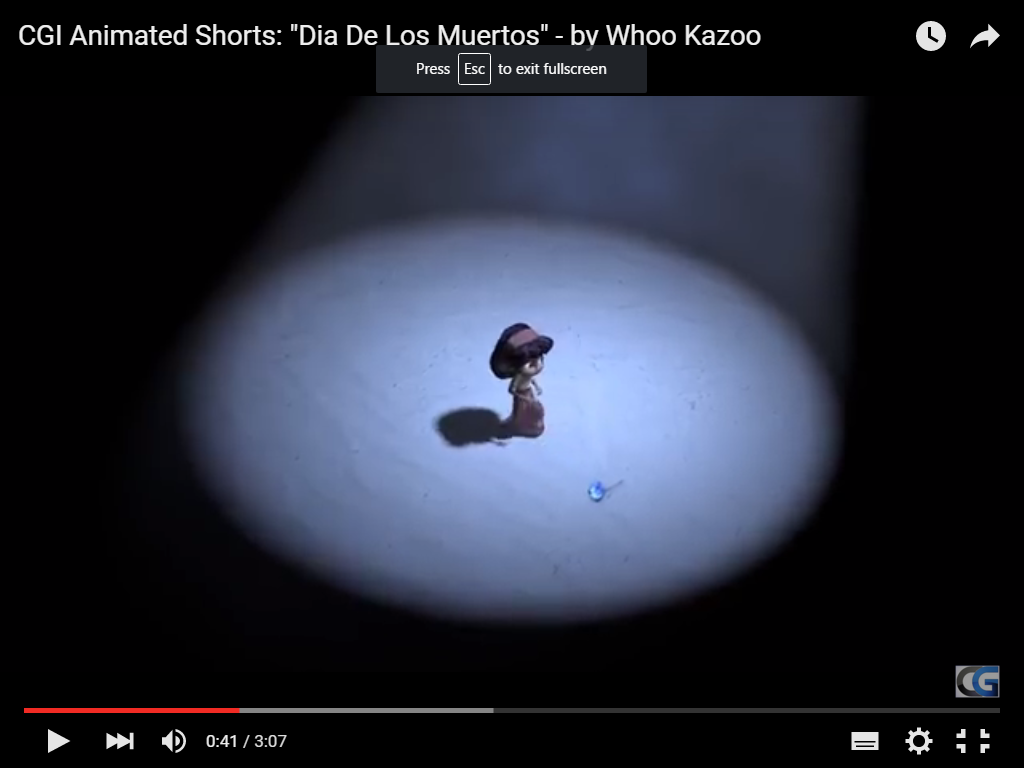 CGI Animated Shorts: "Dia De Los Muertos" - by Whoo Kazoo
Press Esc to exit fullscreen
CG
0:41 / 3:07